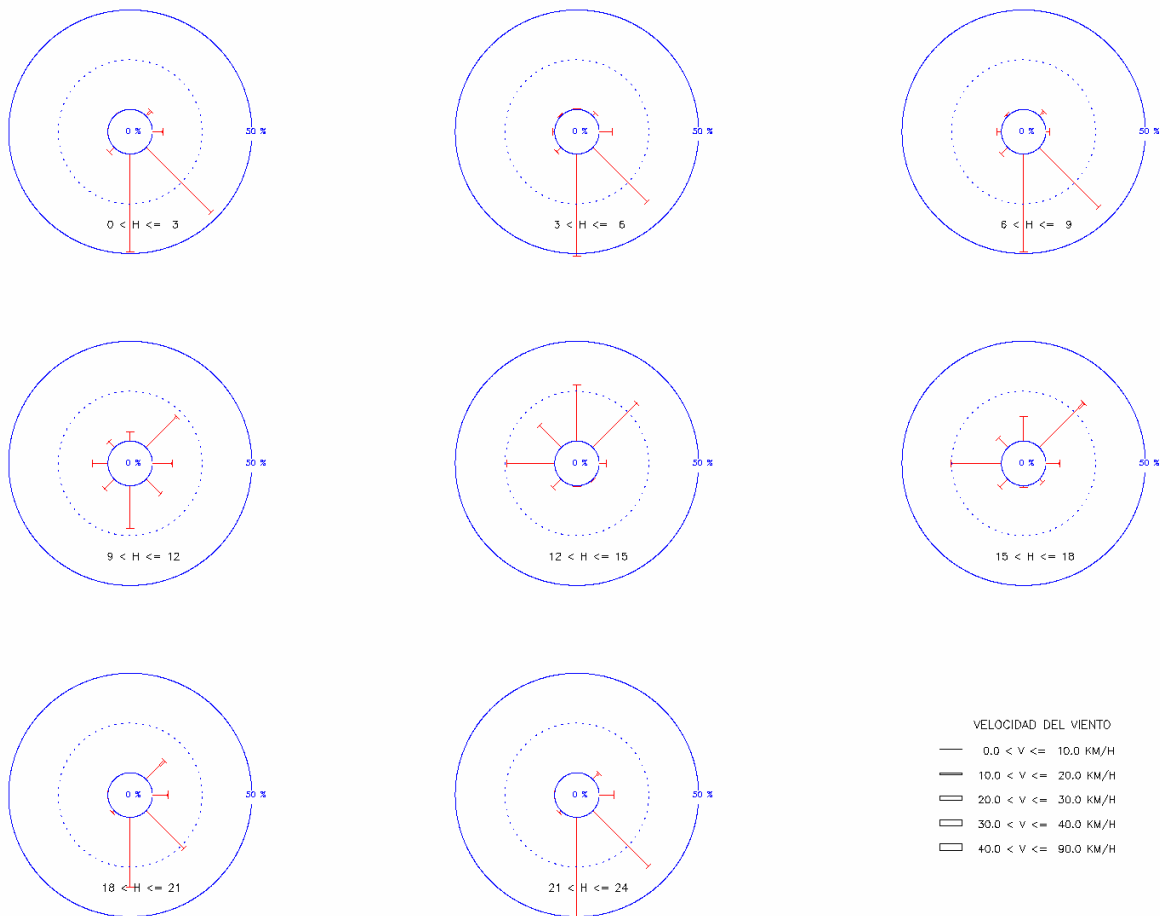 0 % 50 %
0 < H <= 3
0 % 50 %
3 < H <= 6
0 % 50 %
6 < H <= 9
0 % 50 %
9 < H <= 12
0 % 50 %
12 < H <= 15
0 % 50 %
15 < H <= 18
0 % 50 %
18 < H <= 21
0 % 50 %
21 < H <= 24
VELOCIDAD DEL VIENTO
0.0 < V <= 10.0 KM/H
10.0 < V <= 20.0 KM/H
20.0 < V <= 30.0 KM/H
30.0 < V <= 40.0 KM/H
40.0 < V <= 90.0 KM/H